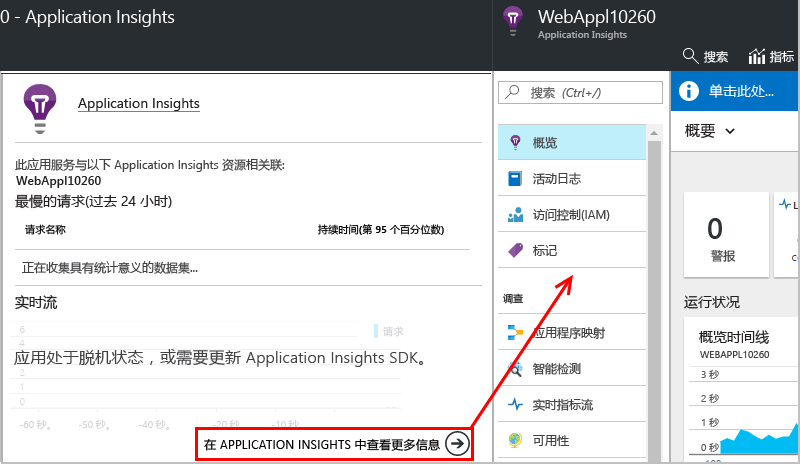 0 - Application Insights
Application Insights
此应用服务与以下 Application Insights 资源相关联:
WebAppl10260
最慢的请求(过去 24 小时)
请求名称 持续时间(第 95 个百分位数)
正在收集具有统计意义的数据集...
实时流
6
请求
4
应用处于脱机状态，或需要更新 Application Insights SDK。
2
0
-60 秒。 -50 秒。 -40 秒。 -20 秒。 -10 秒。
在 APPLICATION INSIGHTS 中查看更多信息
WebAppl10260
Application Insights
搜索 指标
搜索 (Ctrl+/)
概览
活动日志
访问控制(IAM)
标记
调查
应用程序映射
智能检测
实时指标流
可用性
单击此处...
概要
0
警报
运行状况
概览时间线
WEBAPPL10260
3 秒
2 秒
1 秒
0 秒